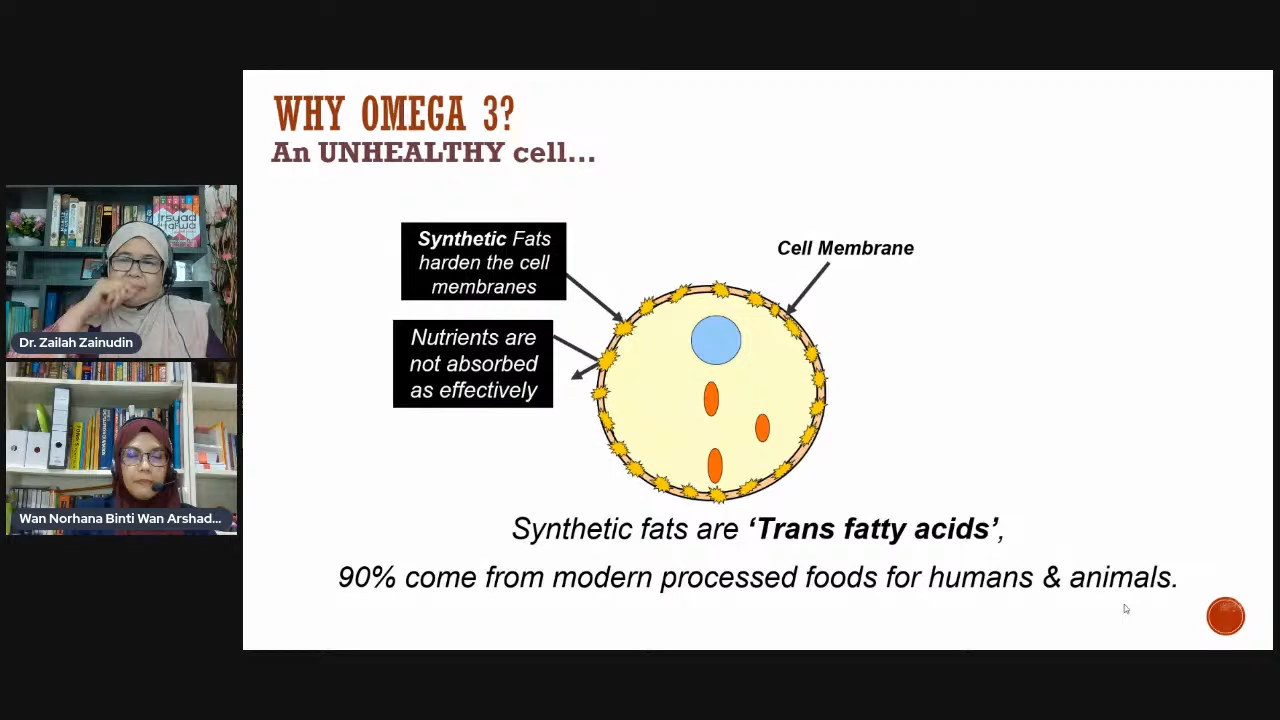 WHY OMEGA 3?
An UNHEALTHY cell...
Synthetic Fats
harden the cell
membranes
Cell Membrane
Nutrients are
not absorbed
as effectively
Synthetic fats are ‘Trans fatty acids’,
90% come from modern processed foods for humans & animals.
Dr. Zailah Zainudin
Wan Norhana Binti Wan Arshad...